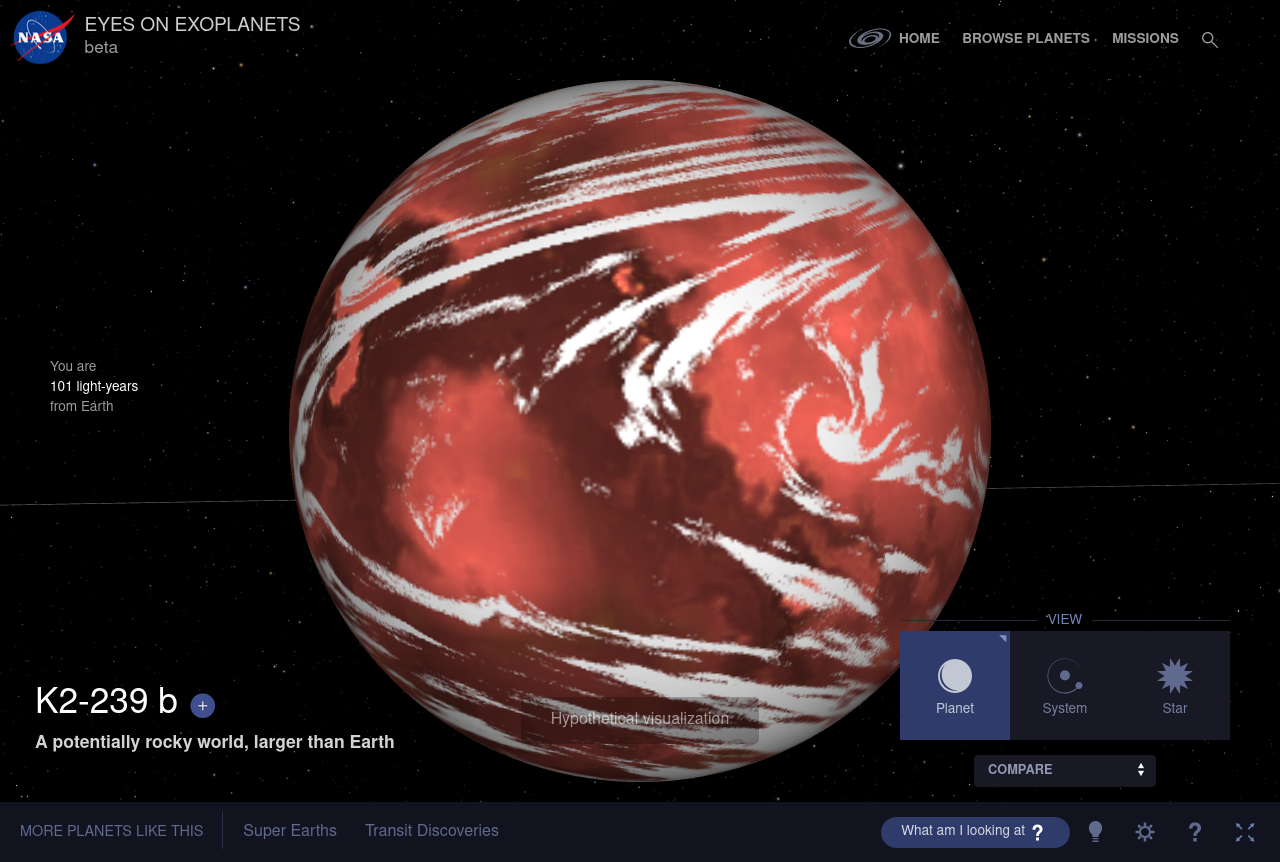 NASA
EYES ON EXOPLANETS
beta
HOME
BROWSE PLANETS
MISSIONS
You are
101 light-years
from Earth
K2-239 b +
A potentially rocky world, larger than Earth
Hypothetical visualization
VIEW
Planet
System
Star
COMPARE
MORE PLANETS LIKE THIS
Super Earths
Transit Discoveries
What am I looking at ?
?